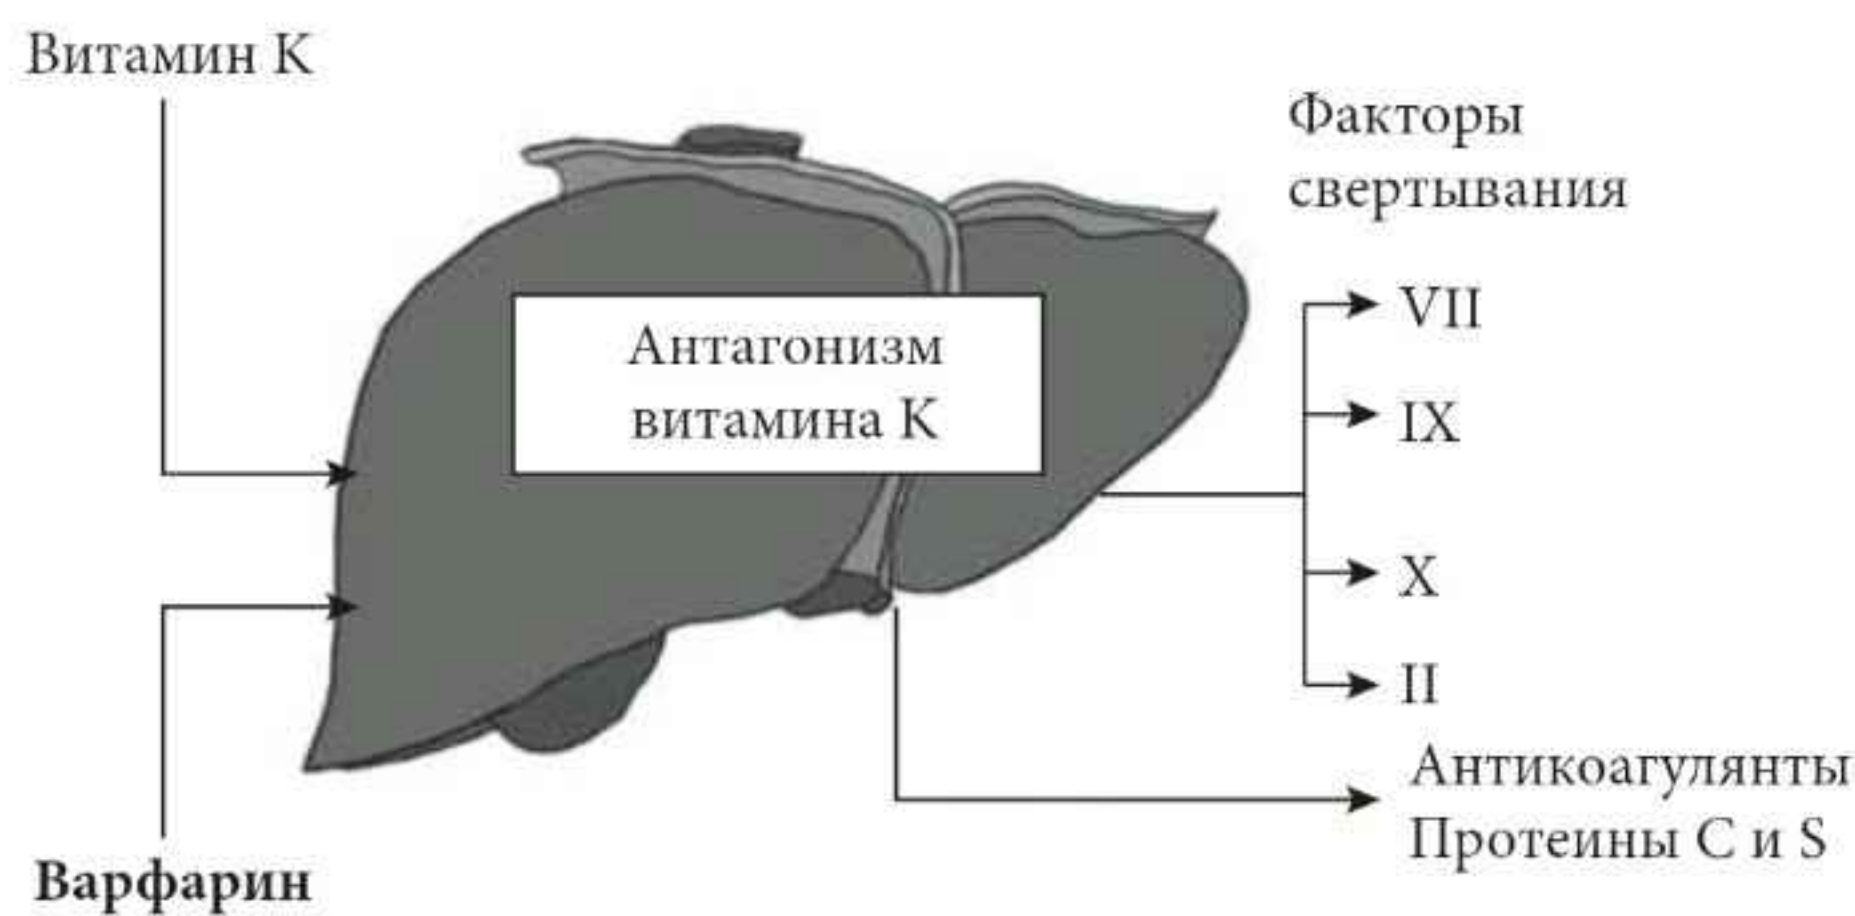 Витамин К
Факторы
свертывания
Антагонизм
витамина К
VII
IX
X
II
Антикоагулянты
Протеины С и S
Варфарин